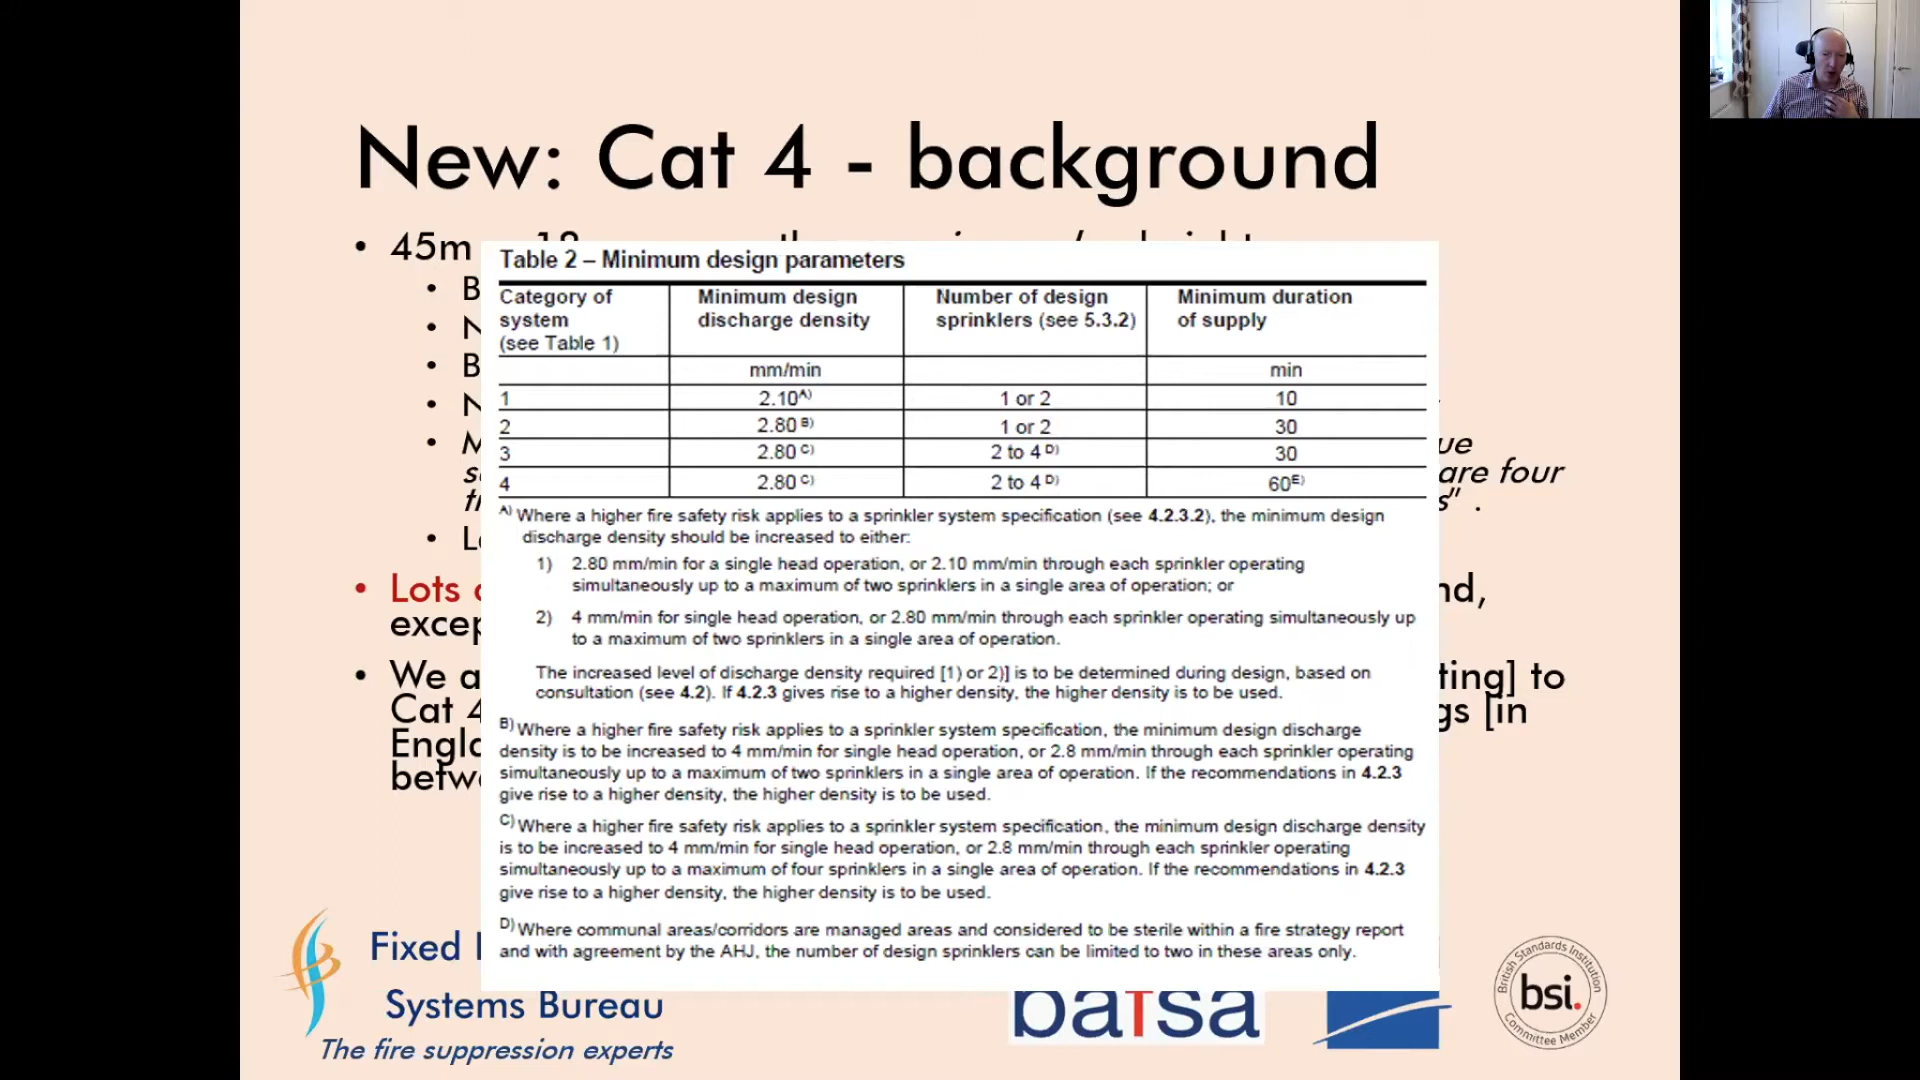 New: Cat 4 - background
• 45m
Table 2 – Minimum design parameters
Category of system (see Table 1) Minimum design discharge density Number of design sprinklers (see 5.3.2) Minimum duration of supply
mm/min min
1 2.10A) 1 or 2 10
2 2.80 B) 1 or 2 30
3 2.80 C) 2 to 4 D) 30
4 2.80 C) 2 to 4 D) 60E)
A) Where a higher fire safety risk applies to a sprinkler system specification (see 4.2.3.2), the minimum design
discharge density should be increased to either:
1) 2.80 mm/min for a single head operation, or 2.10 mm/min through each sprinkler operating
simultaneously up to a maximum of two sprinklers in a single area of operation; or
2) 4 mm/min for single head operation, or 2.80 mm/min through each sprinkler operating simultaneously up
to a maximum of two sprinklers in a single area of operation.
The increased level of discharge density required [1) or 2)] is to be determined during design, based on
consultation (see 4.2). If 4.2.3 gives rise to a higher density, the higher density is to be used.
B) Where a higher fire safety risk applies to a sprinkler system specification, the minimum design discharge
density is to be increased to 4 mm/min for single head operation, or 2.8 mm/min through each sprinkler operating
simultaneously up to a maximum of two sprinklers in a single area of operation. If the recommendations in 4.2.3
give rise to a higher density, the higher density is to be used.
C) Where a higher fire safety risk applies to a sprinkler system specification, the minimum design discharge density
is to be increased to 4 mm/min for single head operation, or 2.8 mm/min through each sprinkler operating
simultaneously up to a maximum of four sprinklers in a single area of operation. If the recommendations in 4.2.3
give rise to a higher density, the higher density is to be used.
D) Where communal areas/corridors are managed areas and considered to be sterile within a fire strategy report
and with agreement by the AHJ, the number of design sprinklers can be limited to two in these areas only.
are four
• Lots
• We
to
Cat 4
[in
Fixed
Systems Bureau
The fire suppression experts
bafsa
British Standards Institution
bsi.
Committee Member